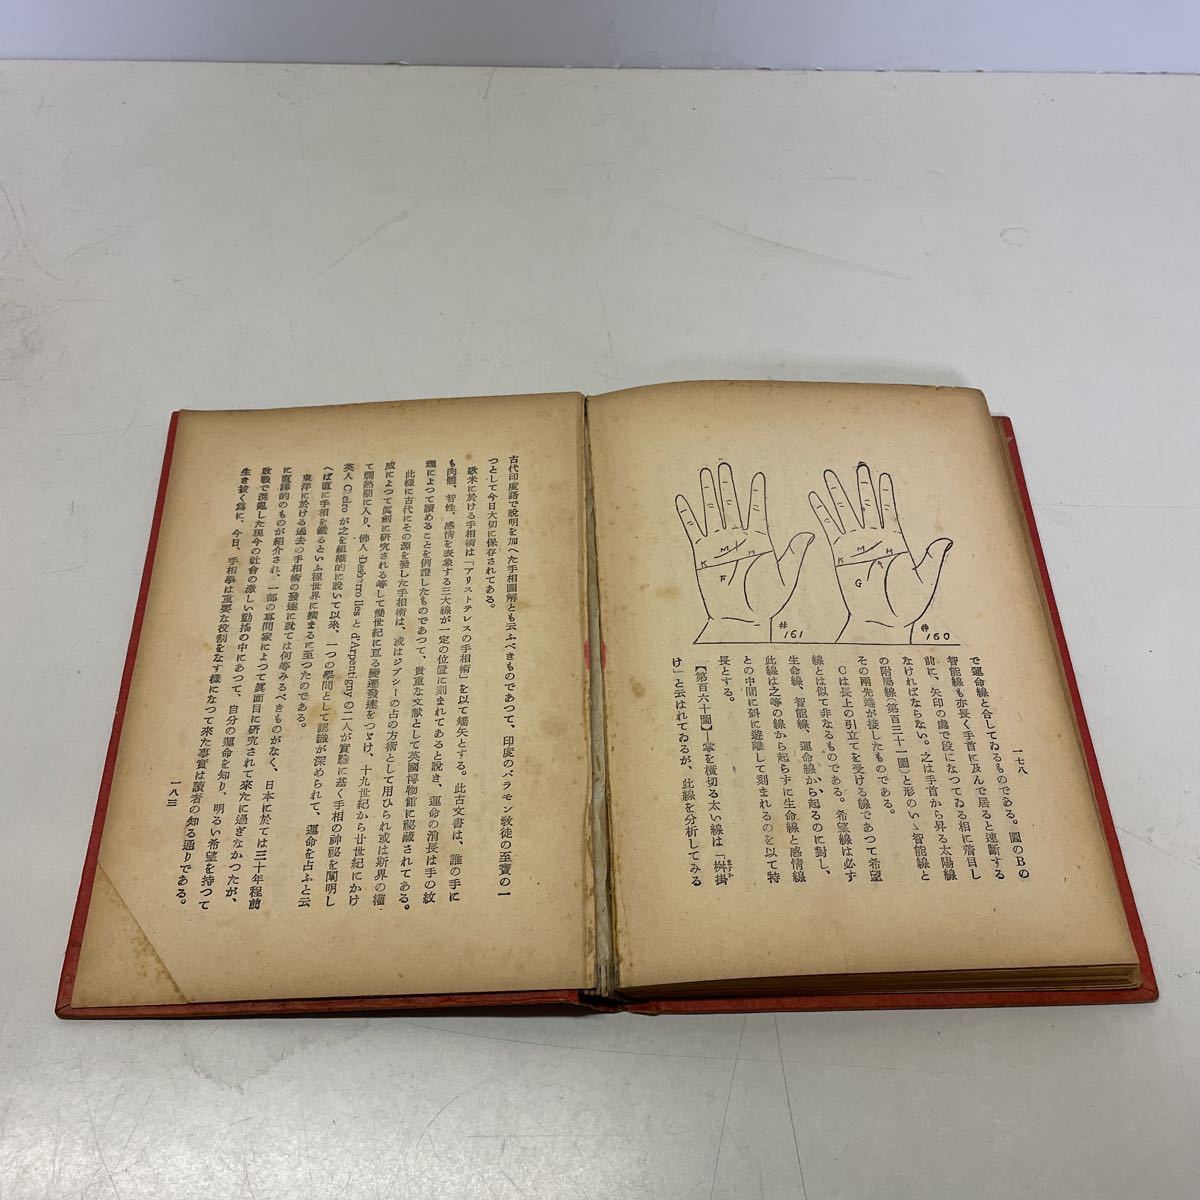 一七八
で運命線と合してゐるものである。圖のBの
智能線も亦長く手首に及んで居ると速斷する
前に、矢印の處で段になつてゐる相に着目し
なければならない。之は手首から昇る太陽線
の附屬線(第百三十一圖)と形のいゝ智能線と
その兩先端が接したものである。
Cは長上の引立てを受ける線であつて希望
線とは似て非なるものである。希望線は必ず
生命線、智能線、運命線から起るのに對し、
此線は之等の線から起らずに生命線と感情線
との中間に斜に遊離して刻まれるのを以て特
長とする。
【第百六十圖】―掌を橫切る太い線は「桝掛
け」と云はれてゐるが、此線を分析してみる
M
H
K
G
#160
M
H
K
F
#161
古代印度語で說明を加へた手相圖解とも云ふべきものであつて、印度のバラモン敎徒の至寶の一
つとして今日大切に保存されてゐる。
歐米に於ける手相術は「アリストテレスの手相術」を以て嚆矢とする。此古文書は、誰の手に
も肉體、智性、感情を表象する三大線が一定の位置に刻まれてあると說き、運命の消長は手の紋
理によつて讀めることを例證したものであつて、貴重な文献として英國博物館に祕藏されてゐる。
此樣に古代にその源を發した手相術は、或はジプシーの占の方術として用ひられ或は斯界の權
威によつて眞劍に研究される等して幾世紀に亘る變遷發達をつゞけ、十九世紀から廿世紀にかけ
て爛熟期に入り、佛人 Desbarrolles と d'Arpentigny の二人が實驗に基く手相の神祕を闡明し
英人 Cheiro が之を組織的に說いて以來、一つの學問として認識が深められて、運命を占ふと云
へば直に手相を鑑るといふ程世界に擴まるに至つたのである。
東洋に於ける過去の手相術の發達に就ては何等みるべきものがなく、日本に於ては三十年程前
に直譯的のものが紹介され、一部の專問家によつて眞面目に硏究されて來たに過ぎなかつたが、
敗戰で混亂した現今の社會の激しい動搖の中にあつて、自分の運命を知り、明るい希望を持つて
生き拔く爲に、今日、手相學は重要な役割をなす樣になつて來た事實は讀者の知る通りである。
一八三